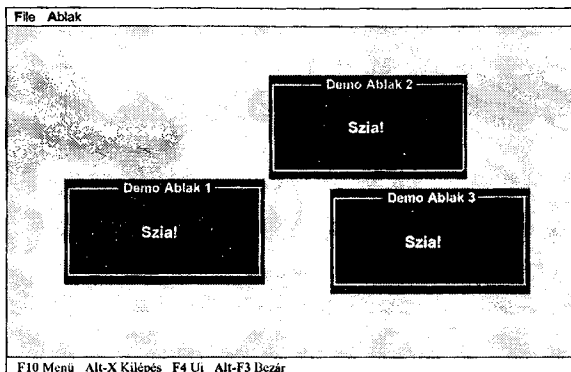 File Ablak
Demo Ablak 2
Szia!
Demo Ablak 1
Szia!
Demo Ablak 3
Szia!
F10 Menü Alt-X Kilépés F4 Új Alt-F3 Bezár